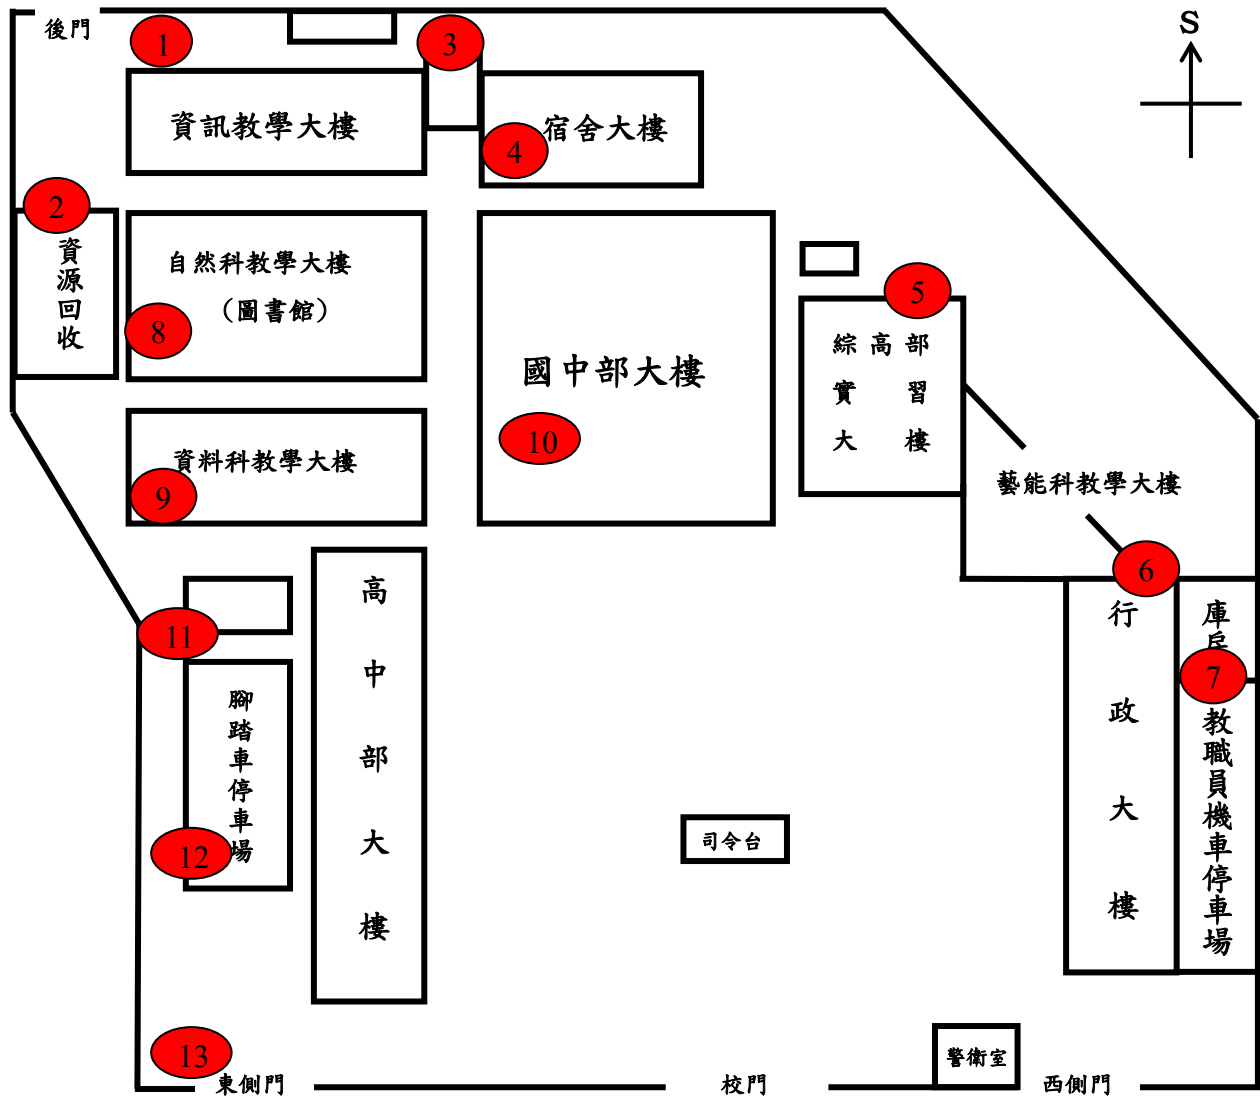 後門
1
3
S
資訊教學大樓
宿舍大樓
4
2
資源回收
自然科教學大樓
(圖書館)
8
5
綜高部
實習
大樓
國中部大樓
10
資料科教學大樓
9
藝能科教學大樓
6
高中部大樓
行政大樓
庫房
7
教職員機車停車場
11
腳踏車停車場
12
司令台
13
東側門
校門
警衛室
西側門